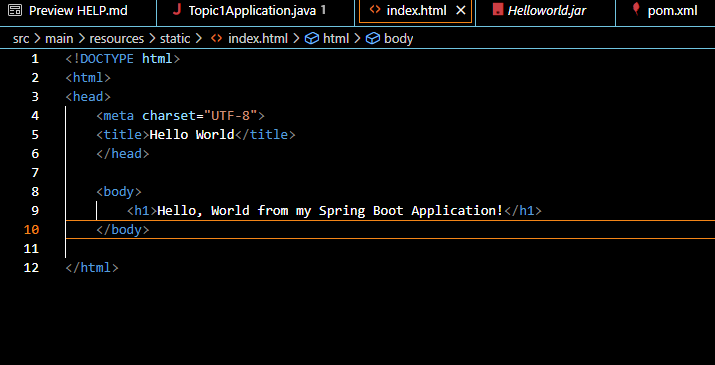 Preview HELP.md Topic1Application.java 1 index.html Helloworld.jar pom.xml
src > main > resources > static > index.html > html > body
1 <!DOCTYPE html>
2 <html>
3 <head>
4 <meta charset="UTF-8">
5 <title>Hello World</title>
6 </head>
7
8 <body>
9 <h1>Hello, World from my Spring Boot Application!</h1>
10 </body>
11
12 </html>